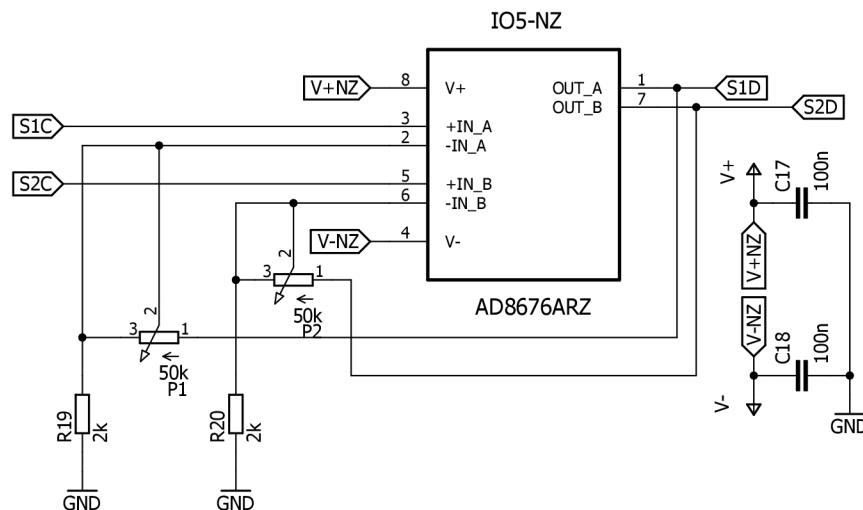 IO5-NZ
V+NZ 8 V+ OUT_A 1 S1D
OUT_B 7 S2D
S1C 3 +IN_A
2 -IN_A
S2C 5 +IN_B
6 -IN_B
V-NZ 4 V-
AD8676ARZ
3 2 1
50k
P2
3 2 1
50k
P1
R19 2k
R20 2k
GND
GND
V+ C17 100n
V+NZ
V-NZ
V- C18 100n
GND